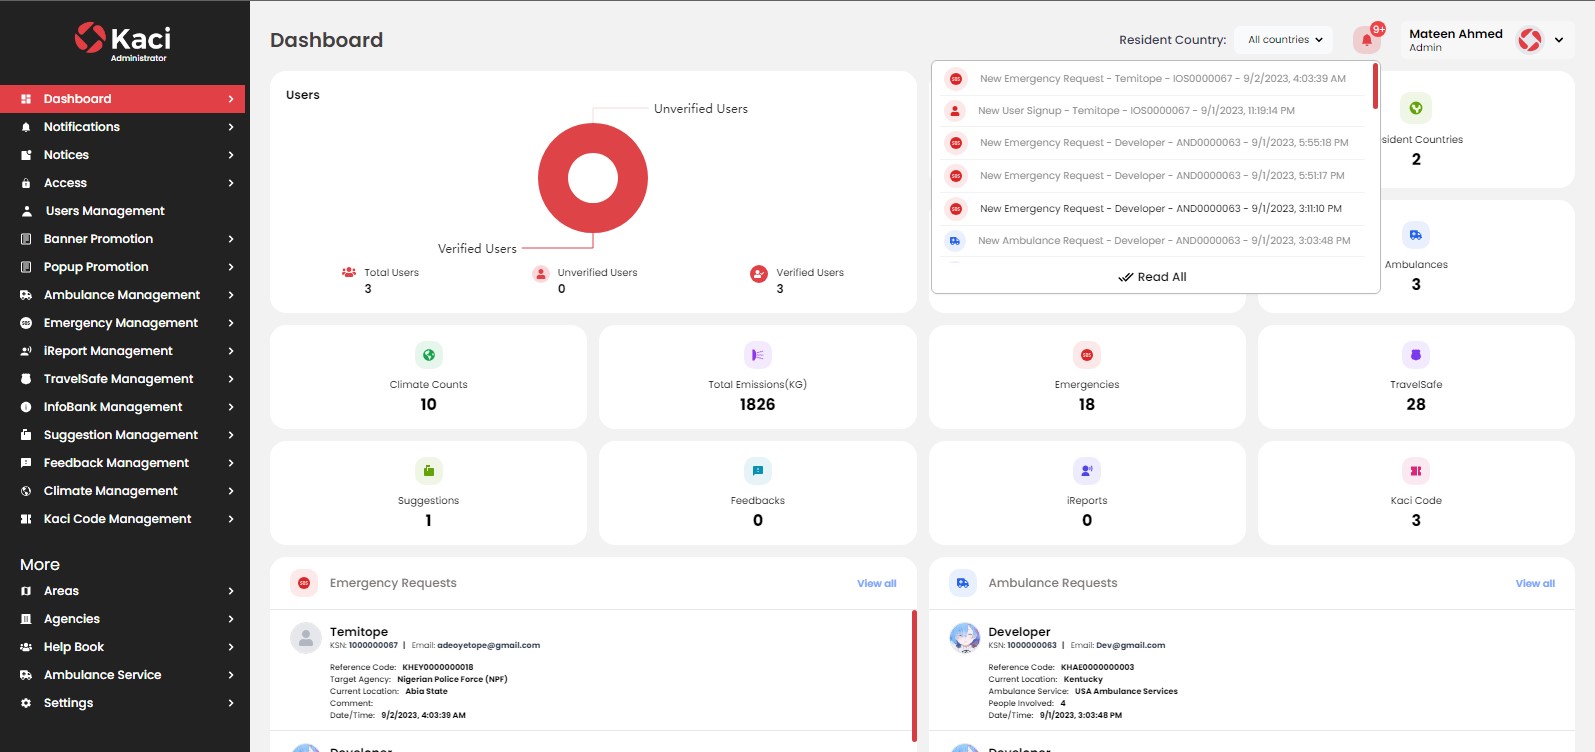 Kaci
Administrator
Dashboard
Notifications
Notices
Access
Users Management
Banner Promotion
Popup Promotion
Ambulance Management
Emergency Management
iReport Management
TravelSafe Management
InfoBank Management
Suggestion Management
Feedback Management
Climate Management
Kaci Code Management
More
Areas
Agencies
Help Book
Ambulance Service
Settings
Dashboard
Resident Country: All countries
9+
Mateen Ahmed
Admin
Users
Unverified Users
Verified Users
Total Users
3
Unverified Users
0
Verified Users
3
New Emergency Request - Temitope - IOS0000067 - 9/2/2023, 4:03:39 AM
New User Signup - Temitope - IOS0000067 - 9/1/2023, 11:19:14 PM
New Emergency Request - Developer - AND0000063 - 9/1/2023, 5:55:18 PM
New Emergency Request - Developer - AND0000063 - 9/1/2023, 5:51:17 PM
New Emergency Request - Developer - AND0000063 - 9/1/2023, 3:11:10 PM
New Ambulance Request - Developer - AND0000063 - 9/1/2023, 3:03:48 PM
Read All
sident Countries
2
Ambulances
3
Climate Counts
10
Total Emissions(KG)
1826
Emergencies
18
TravelSafe
28
Suggestions
1
Feedbacks
0
iReports
0
Kaci Code
3
Emergency Requests
View all
Temitope
KSN: 1000000067 | Email: adeoyetope@gmail.com
Reference Code: KHEY0000000018
Target Agency: Nigerian Police Force (NPF)
Current Location: Abia State
Comment:
Date/Time: 9/2/2023, 4:03:39 AM
Developer
Ambulance Requests
View all
Developer
KSN: 1000000063 | Email: Dev@gmail.com
Reference Code: KHAE0000000003
Current Location: Kentucky
Ambulance Service: USA Ambulance Services
People Involved: 4
Date/Time: 9/1/2023, 3:03:48 PM
Developer